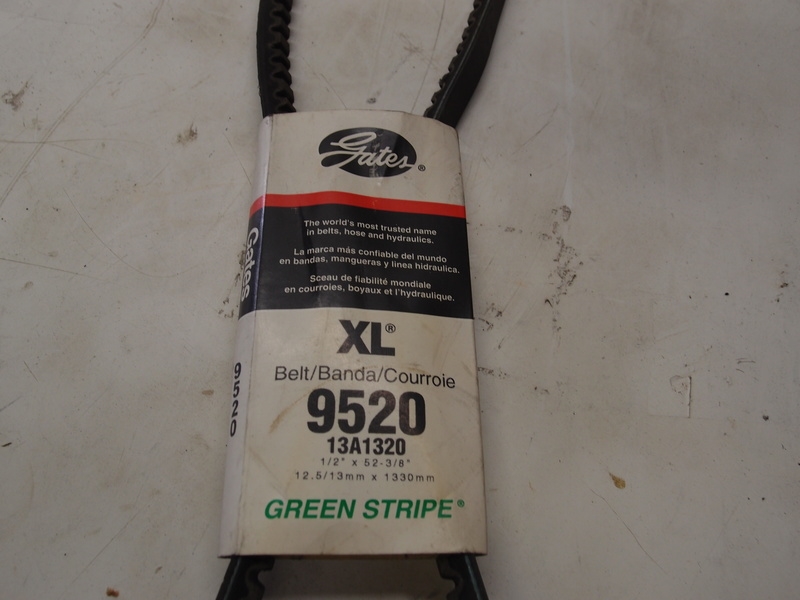 Gates®
The world's most trusted name
in belts, hose and hydraulics.
La marca más confiable del mundo
en bandas, mangueras y linea hidraulica.
Sceau de fiabilité mondiale
en courroies, boyaux et l'hydraulique.
XL®
Belt/Banda/Courroie
9520
13A1320
1/2" x 52-3/8"
12.5/13mm x 1330mm
GREEN STRIPE®
Gates
9520